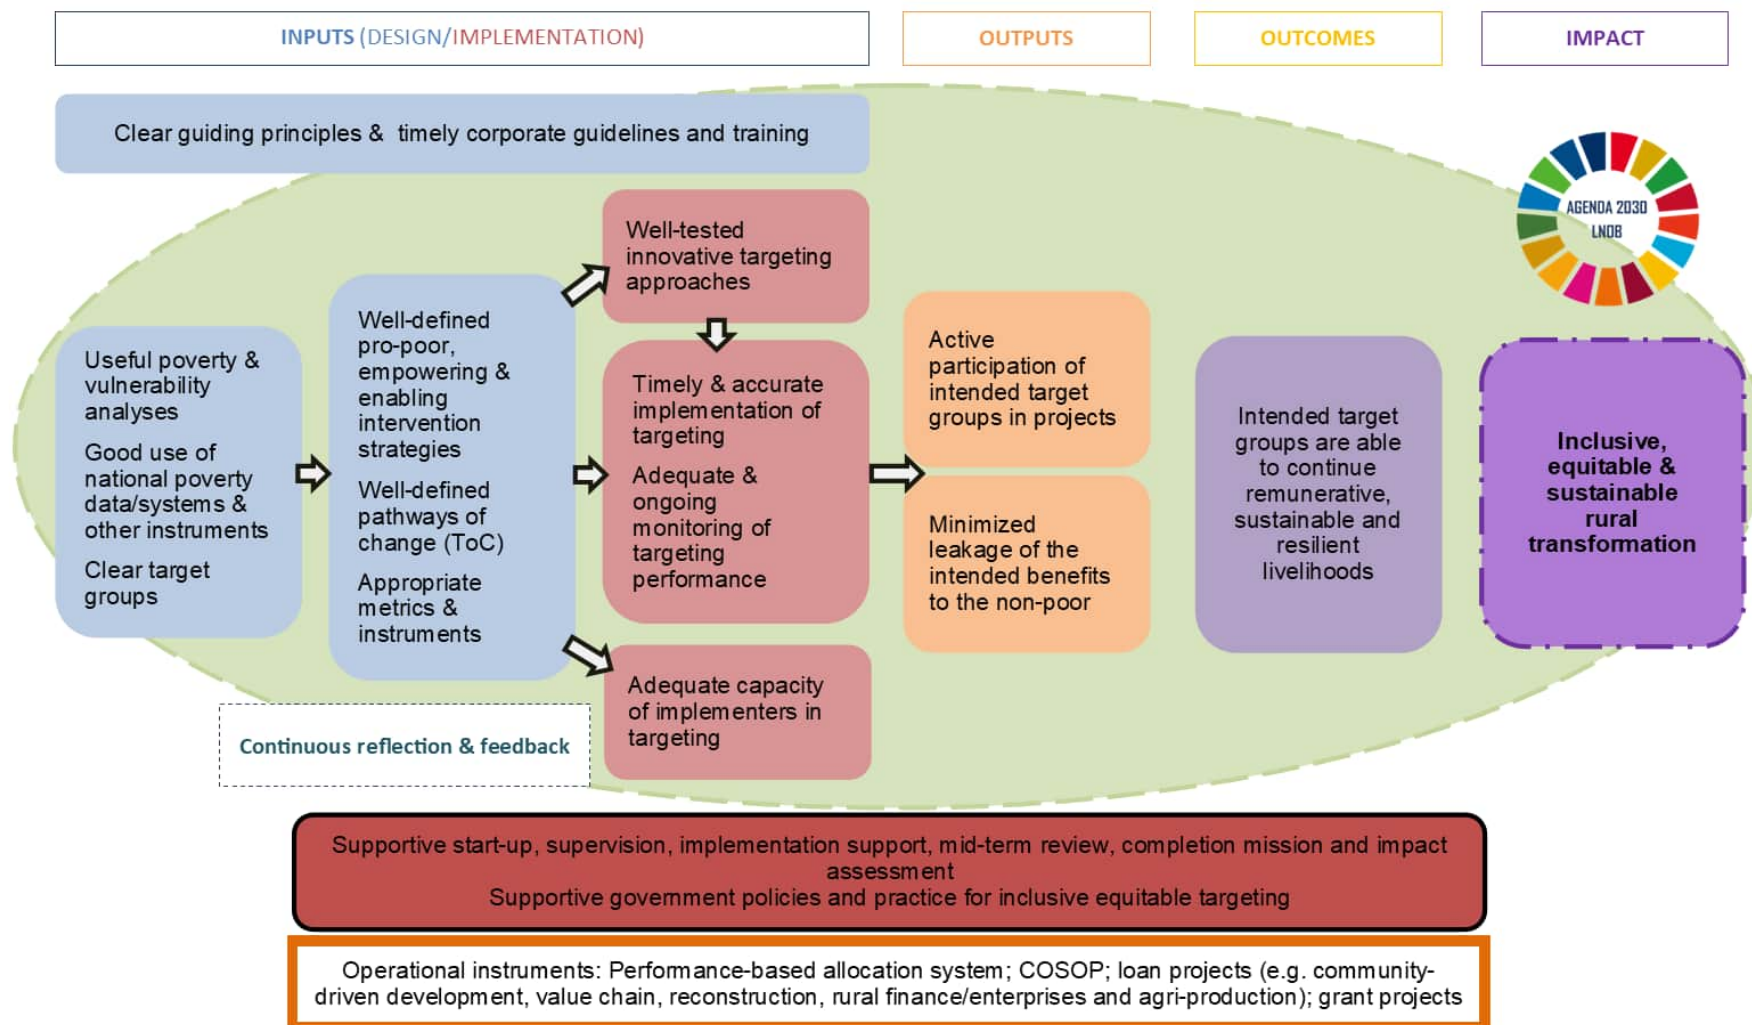 INPUTS (DESIGN/IMPLEMENTATION)
OUTPUTS
OUTCOMES
IMPACT
Clear guiding principles & timely corporate guidelines and training
AGENDA 2030
LNOB
Useful poverty &
vulnerability
analyses
Good use of
national poverty
data/systems &
other instruments
Clear target
groups
Well-defined
pro-poor,
empowering &
enabling
intervention
strategies
Well-defined
pathways of
change (ToC)
Appropriate
metrics &
instruments
Well-tested
innovative targeting
approaches
Timely & accurate
implementation of
targeting
Adequate &
ongoing
monitoring of
targeting
performance
Adequate capacity
of implementers in
targeting
Active
participation of
intended target
groups in projects
Minimized
leakage of the
intended benefits
to the non-poor
Intended target
groups are able
to continue
remunerative,
sustainable and
resilient
livelihoods
Inclusive,
equitable &
sustainable
rural
transformation
Continuous reflection & feedback
Supportive start-up, supervision, implementation support, mid-term review, completion mission and impact
assessment
Supportive government policies and practice for inclusive equitable targeting
Operational instruments: Performance-based allocation system; COSOP; loan projects (e.g. community-
driven development, value chain, reconstruction, rural finance/enterprises and agri-production); grant projects